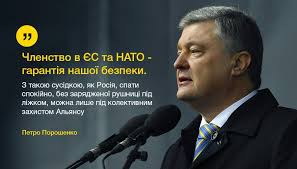 Членство в ЄС та НАТО -
гарантія нашої безпеки.
З такою сусідкою, як Росія, спати
спокійно, без зарядженої рушниці під
ліжком, можна лише під колективним
захистом Альянсу
Петро Порошенко